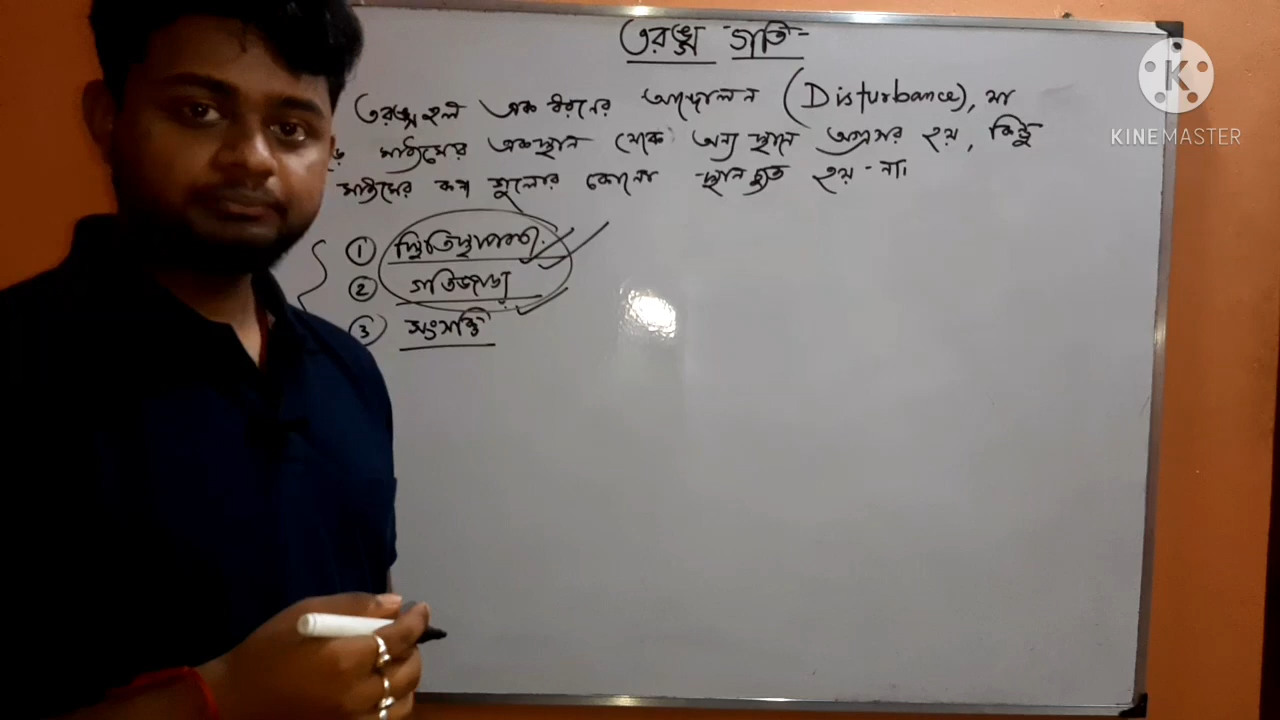 তরঙ্গ গতি
তরঙ্গ হল এক ধরনের আন্দোলন (Disturbance), যা
মাধ্যমের একস্থান থেকে অন্য স্থানে অগ্রসর হয়, কিন্তু
মাধ্যমের কণা গুলোর কোনো স্থানচ্যুতি হয় না।
① স্থিতিস্থাপকতা
② গতিজাড্য
③ সংসক্তি
KINEMASTER